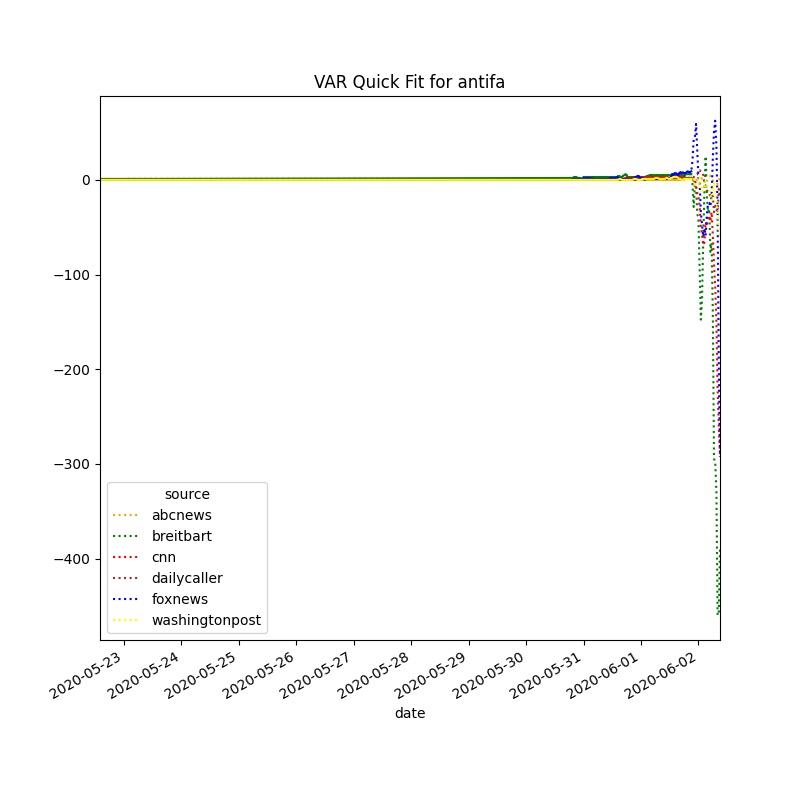 VAR Quick Fit for antifa
0
−100
−200
−300
−400
source
abcnews
breitbart
cnn
dailycaller
foxnews
washingtonpost
2020-05-23
2020-05-24
2020-05-25
2020-05-26
2020-05-27
2020-05-28
2020-05-29
2020-05-30
2020-05-31
2020-06-01
2020-06-02
date